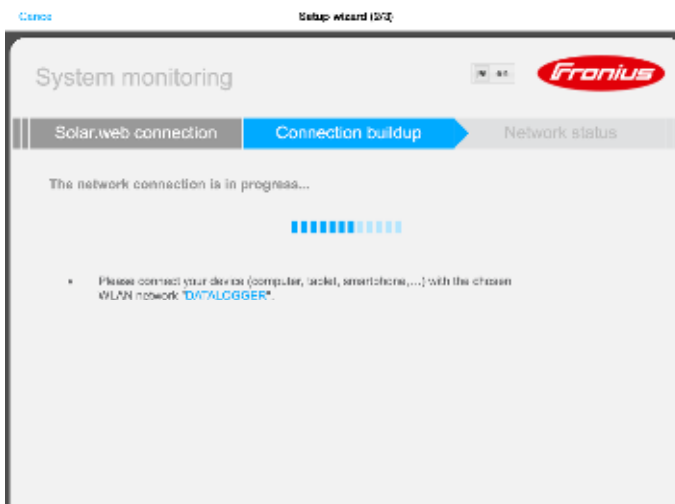 Cancel
Setup wizard (2/3)
System monitoring
Fronius
Solar.web connection
Connection buildup
Network status
The network connection is in progress...
• Please connect your device (computer, tablet, smartphone,...) with the chosen
WLAN network "DATALOGGER".